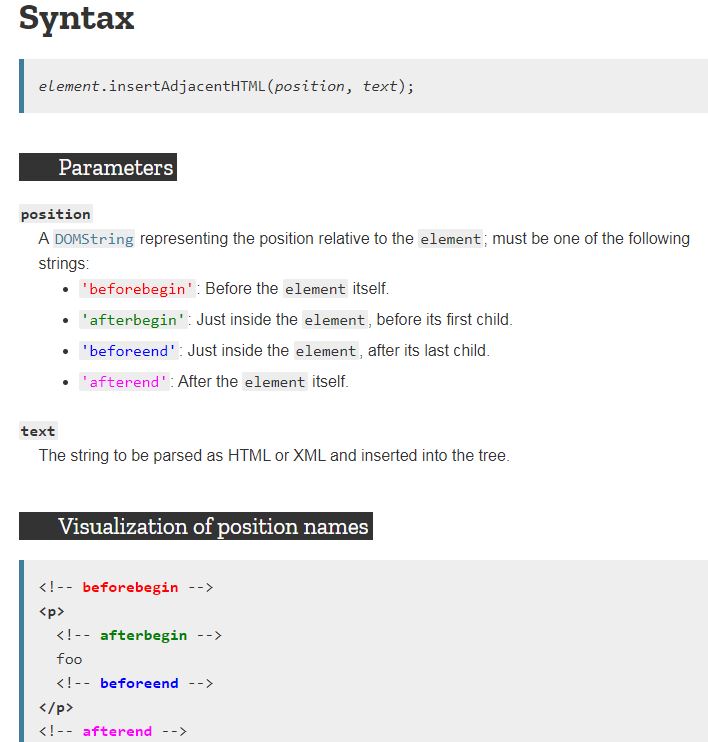 Syntax
element.insertAdjacentHTML(position, text);
Parameters
position
A DOMString representing the position relative to the element; must be one of the following
strings:
'beforebegin': Before the element itself.
'afterbegin': Just inside the element, before its first child.
'beforeend': Just inside the element, after its last child.
'afterend': After the element itself.
text
The string to be parsed as HTML or XML and inserted into the tree.
Visualization of position names
<!-- beforebegin -->
<p>
<!-- afterbegin -->
foo
<!-- beforeend -->
</p>
<!-- afterend -->